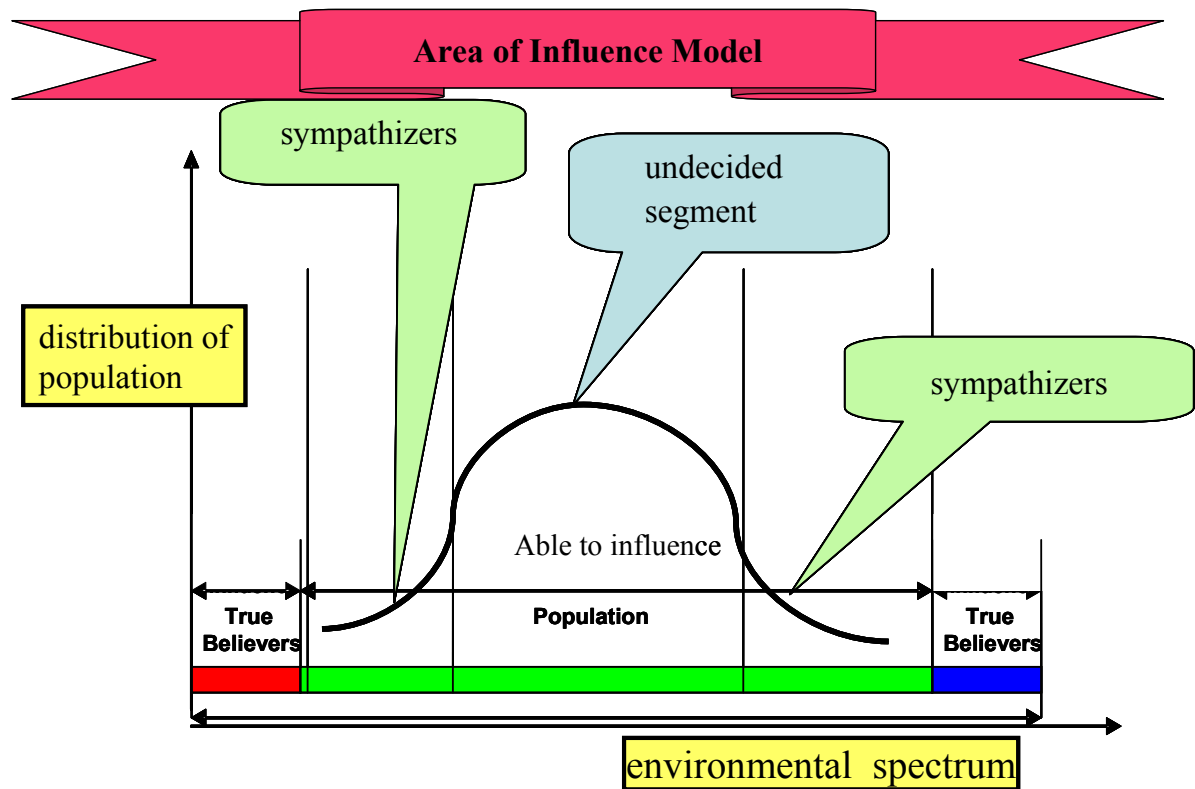 Area of Influence Model
sympathizers
undecided
segment
distribution of
population
sympathizers
Able to influence
True
Believers
Population
True
Believers
environmental spectrum